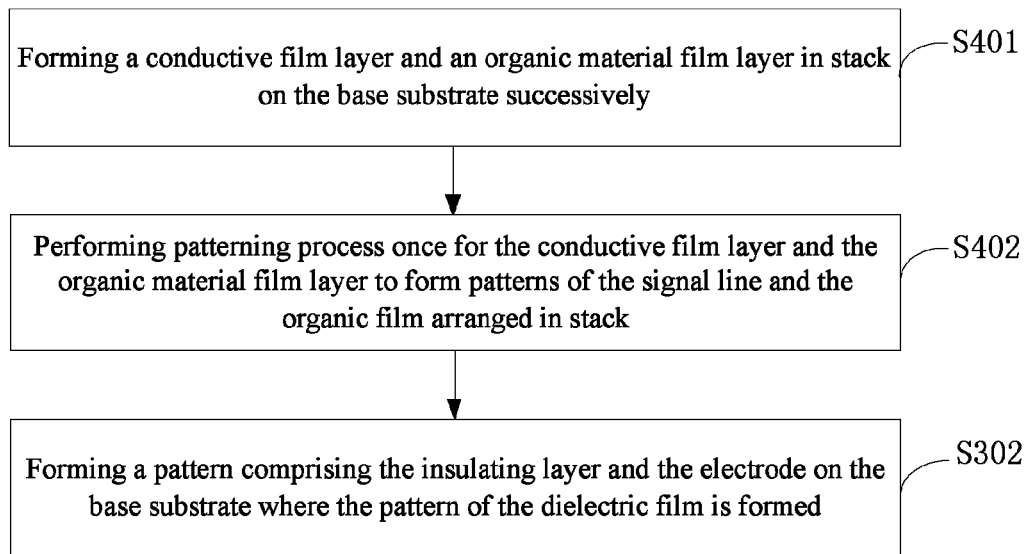 Forming a conductive film layer and an organic material film layer in stack
on the base substrate successively
S401
Performing patterning process once for the conductive film layer and the
organic material film layer to form patterns of the signal line and the
organic film arranged in stack
S402
Forming a pattern comprising the insulating layer and the electrode on the
base substrate where the pattern of the dielectric film is formed
S302